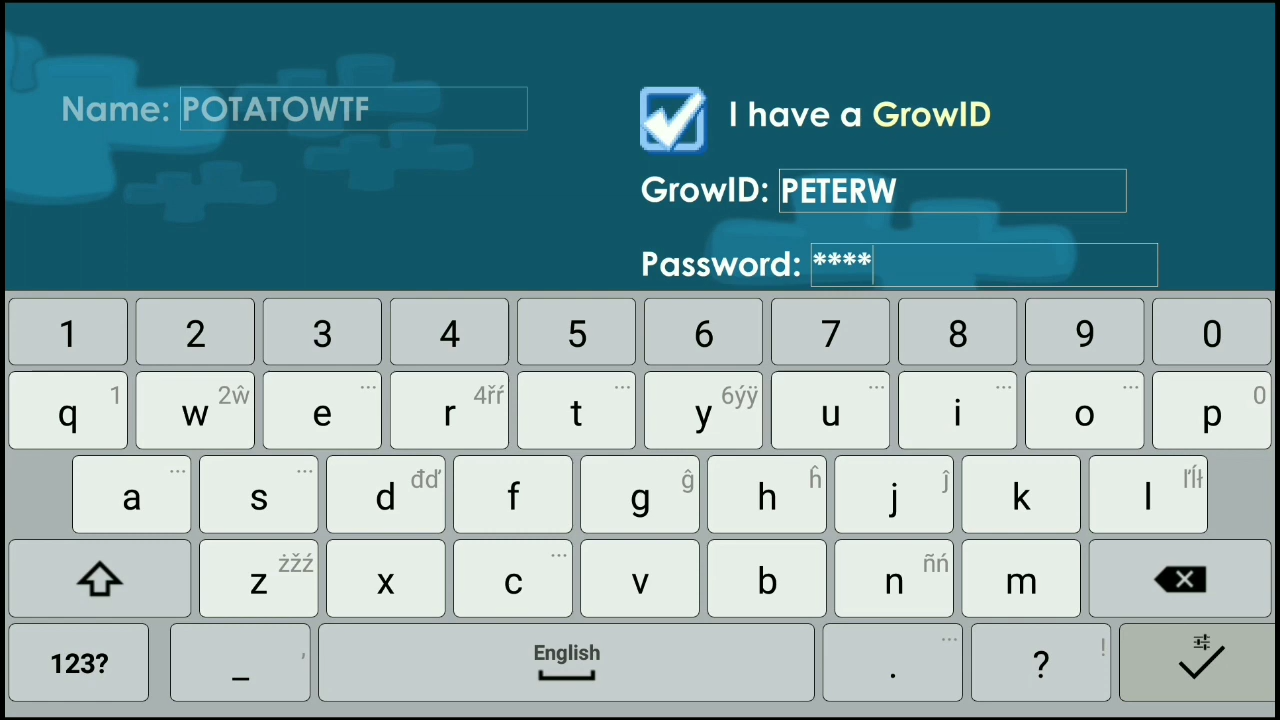 Name: POTATOWTF
I have a GrowID
GrowID: PETERW
Password: ****
1 2 3 4 5 6 7 8 9 0
q 1 w 2ŵ e ... r 4řŕ t ... y 6ýÿ u ... i ... o ... p 0
a ... s ... d đď f g ĝ h ĥ j ĵ k l ľĺł
z żžź x c ... v b n ñń m
123? _ , English . ... ? !